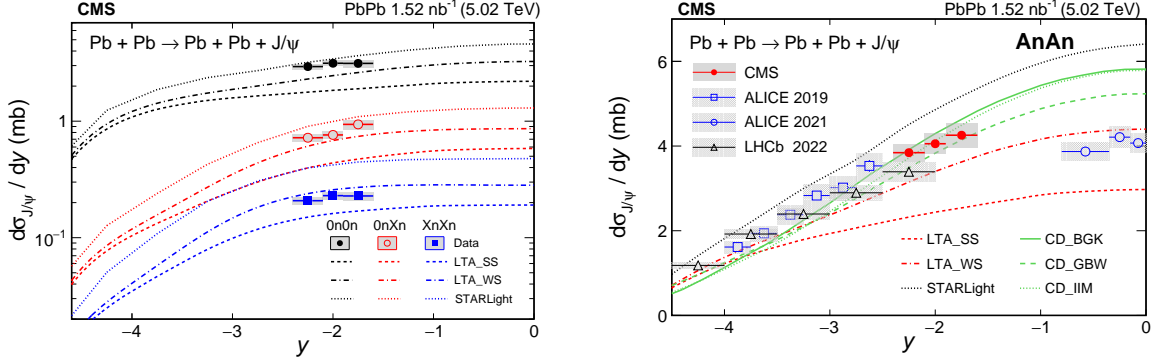 CMS
PbPb 1.52 nb⁻¹ (5.02 TeV)
Pb + Pb → Pb + Pb + J/ψ
1
10⁻¹
dσ_J/ψ / dy (mb)
0n0n 0nXn XnXn
Data
LTA_SS
LTA_WS
STARLight
−4 −3 −2 −1 0
y
CMS
PbPb 1.52 nb⁻¹ (5.02 TeV)
Pb + Pb → Pb + Pb + J/ψ
AnAn
CMS
ALICE 2019
ALICE 2021
LHCb 2022
6
4
2
0
dσ_J/ψ / dy (mb)
LTA_SS
LTA_WS
STARLight
CD_BGK
CD_GBW
CD_IIM
−4 −3 −2 −1 0
y